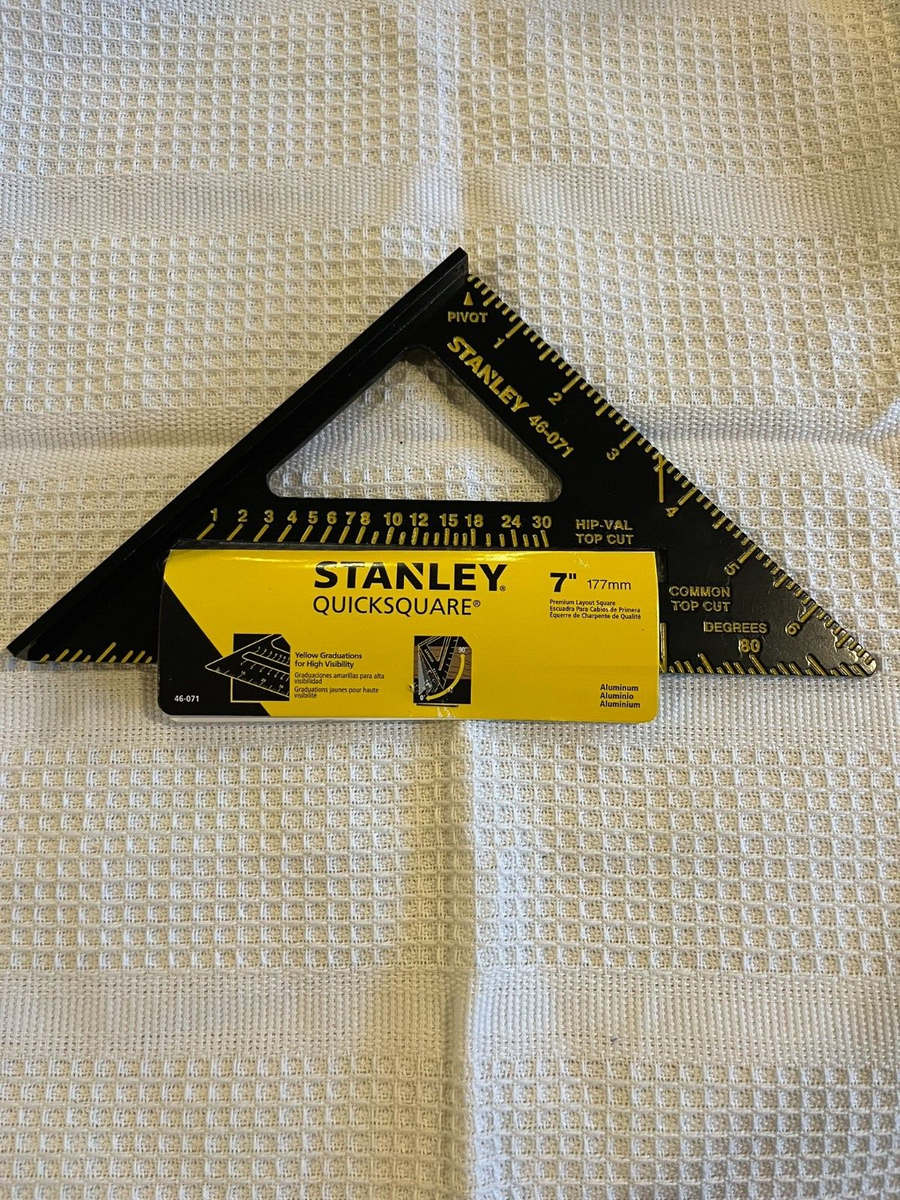 PIVOT
1
STANLEY 46-071
2
3
4
5
6
1 2 3 4 5 6 7 8 10 12 15 18 24 30
HIP-VAL
TOP CUT
COMMON
TOP CUT
DEGREES
80
STANLEY®
QUICKSQUARE®
7" 177mm
Premium Layout Square
Escuadra Para Cabios de Primera
Équerre de Charpente de Qualité
Yellow Graduations
for High Visibility
Graduaciones amarillas para alta
visibilidad
Graduations jaunes pour haute
visibilité
90°
46-071
Aluminum
Aluminio
Aluminium